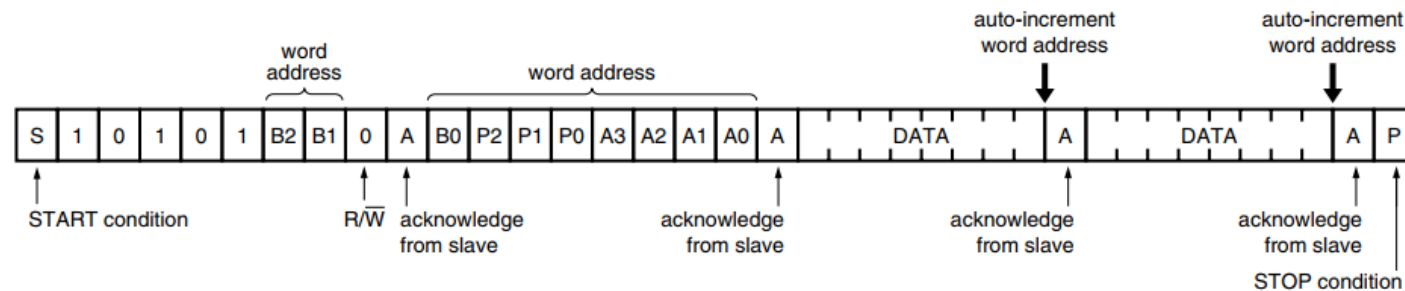 auto-increment
word address
auto-increment
word address
word
address
word address
S 1 0 1 0 1 B2 B1 0 A B0 P2 P1 P0 A3 A2 A1 A0 A DATA A DATA A P
START condition
R/W̅
acknowledge
from slave
acknowledge
from slave
acknowledge
from slave
acknowledge
from slave
STOP condition